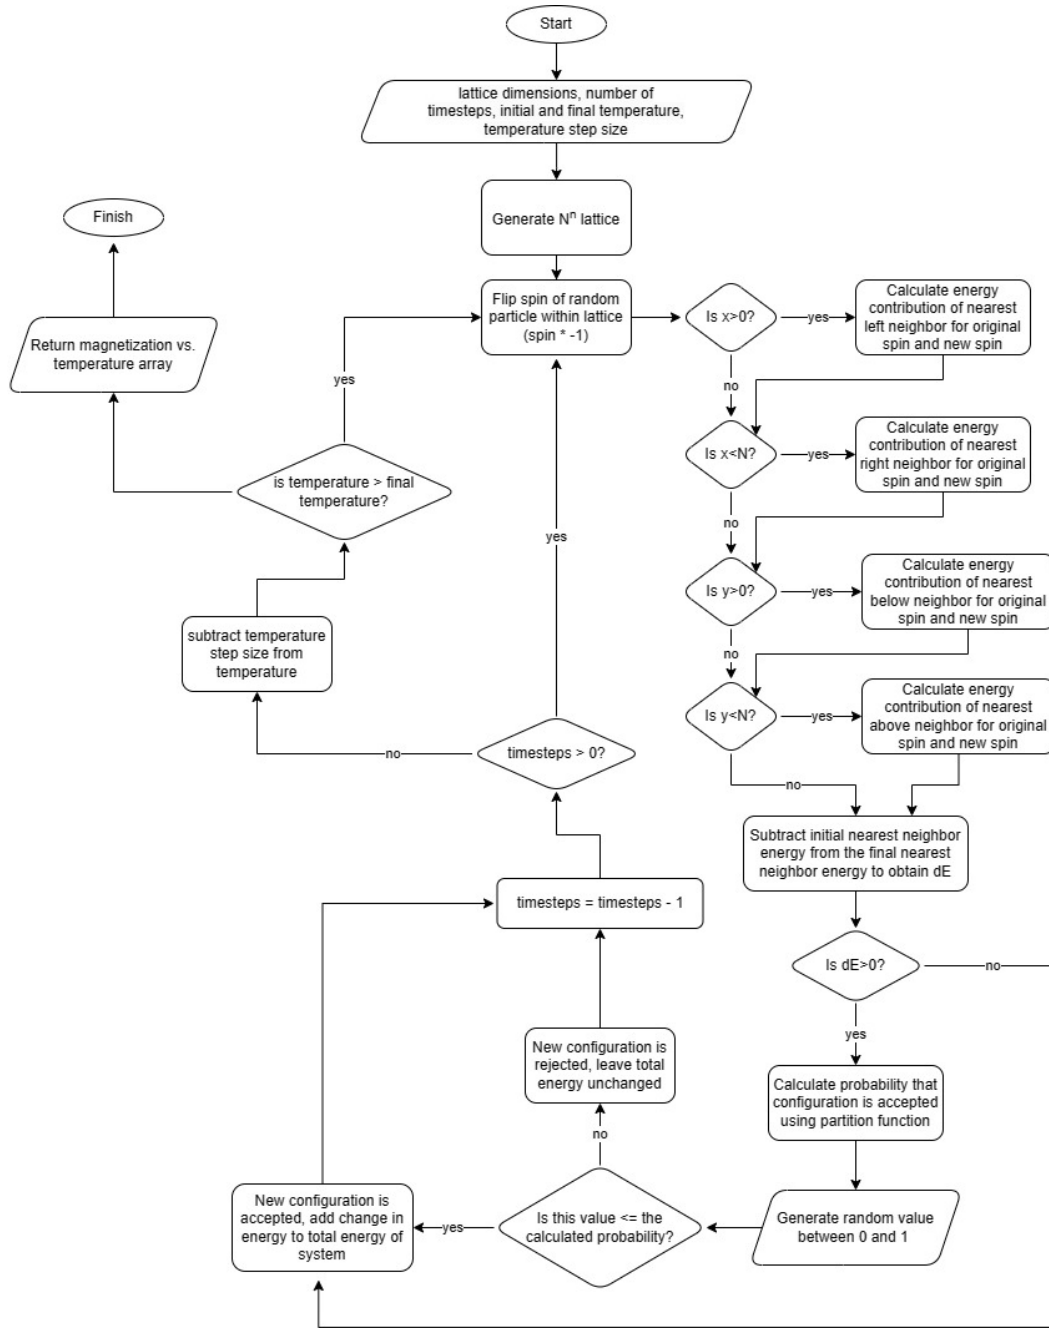 Start
lattice dimensions, number of
timesteps, initial and final temperature,
temperature step size
Generate Nⁿ lattice
Finish
Flip spin of random
particle within lattice
(spin * -1)
Is x>0?
yes
Calculate energy
contribution of nearest
left neighbor for original
spin and new spin
Return magnetization vs.
temperature array
yes
no
Is x<N?
yes
Calculate energy
contribution of nearest
right neighbor for original
spin and new spin
is temperature > final
temperature?
no
yes
Is y>0?
yes
Calculate energy
contribution of nearest
below neighbor for original
spin and new spin
subtract temperature
step size from
temperature
no
Is y<N?
yes
Calculate energy
contribution of nearest
above neighbor for original
spin and new spin
no
timesteps > 0?
no
Subtract initial nearest neighbor
energy from the final nearest
neighbor energy to obtain dE
timesteps = timesteps - 1
Is dE>0?
no
yes
New configuration is
rejected, leave total
energy unchanged
Calculate probability that
configuration is accepted
using partition function
no
New configuration is
accepted, add change in
energy to total energy of
system
yes
Is this value <= the
calculated probability?
Generate random value
between 0 and 1